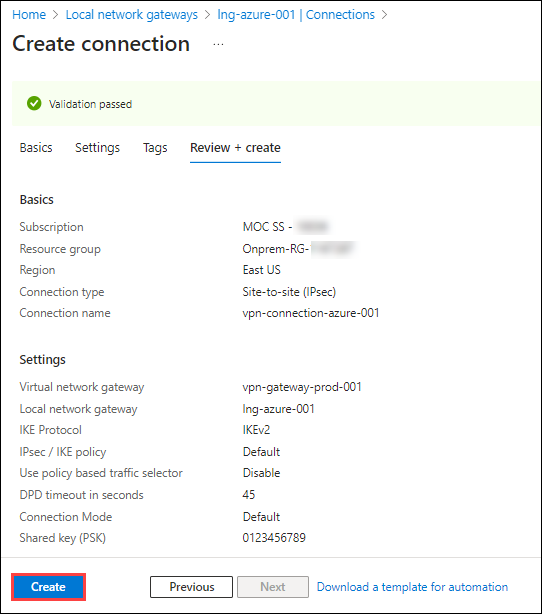 Home > Local network gateways > lng-azure-001 | Connections >
Create connection ...
Validation passed
Basics Settings Tags Review + create
Basics
Subscription MOC SS -
Resource group Onprem-RG-
Region East US
Connection type Site-to-site (IPsec)
Connection name vpn-connection-azure-001
Settings
Virtual network gateway vpn-gateway-prod-001
Local network gateway lng-azure-001
IKE Protocol IKEv2
IPsec / IKE policy Default
Use policy based traffic selector Disable
DPD timeout in seconds 45
Connection Mode Default
Shared key (PSK) 0123456789
Create Previous Next Download a template for automation